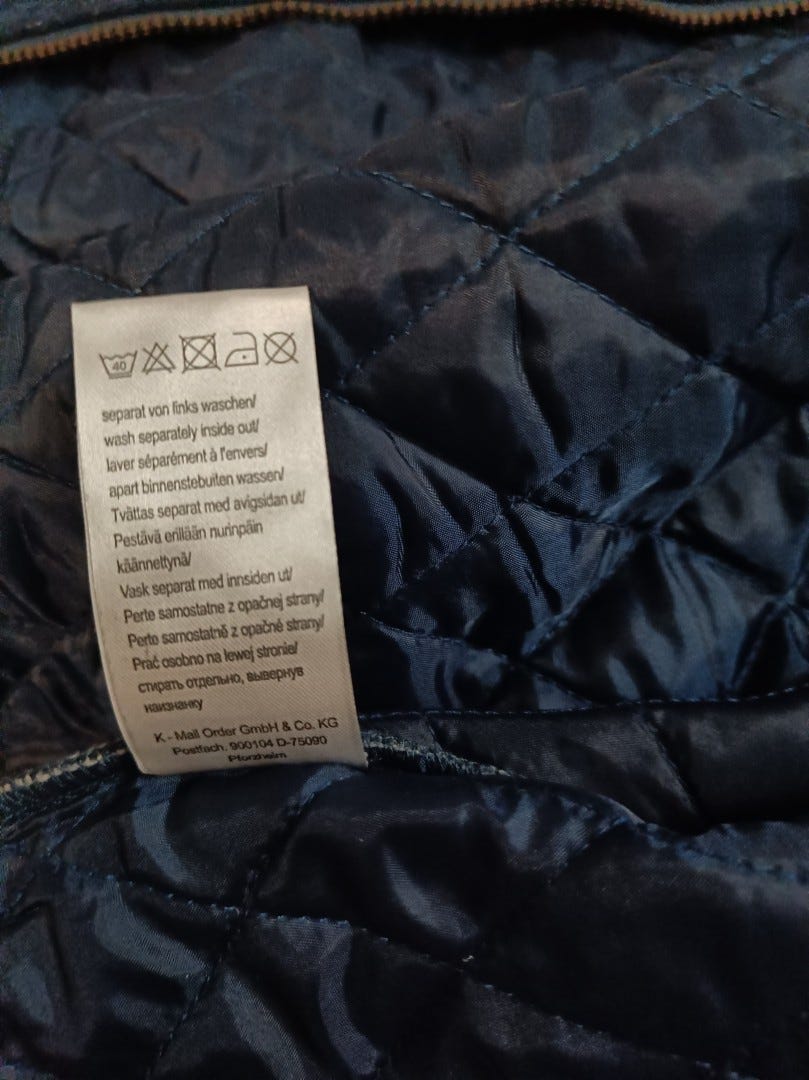 40
separat von links waschen/
wash separately inside out/
laver séparément à l'envers/
apart binnenstebuiten wassen/
Tvättas separat med avigsidan ut/
Pestävä erillään nurinpäin
käännettynä/
Vask separat med innsiden ut/
Perte samostatne z opačnej strany/
Perte samostatně z opačné strany/
Prać osobno na lewej stronie/
стирать отдельно, вывернув
наизнанку
K - Mail Order GmbH & Co. KG
Postfach. 900104 D-75090
Pforzheim